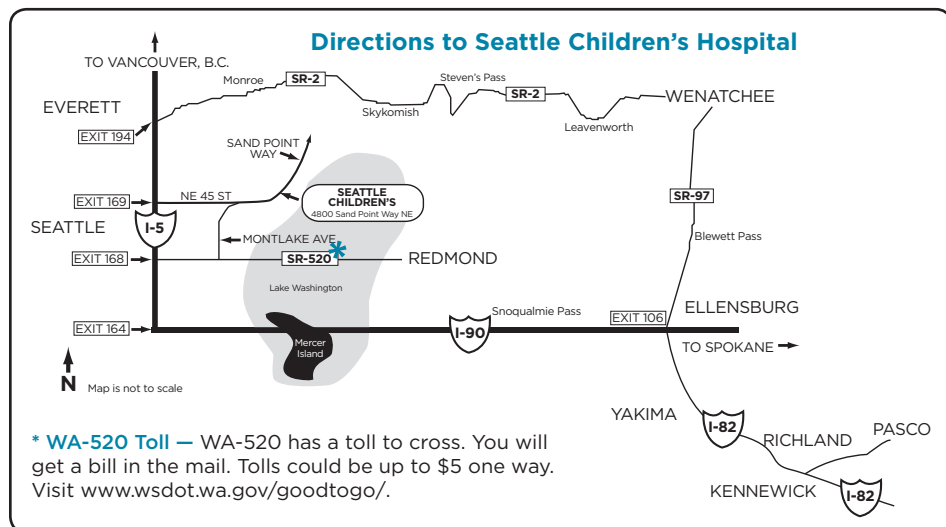 Directions to Seattle Children's Hospital
TO VANCOUVER, B.C.
Monroe
SR-2
Steven's Pass
SR-2
WENATCHEE
EVERETT
Skykomish
Leavenworth
EXIT 194
SAND POINT
WAY
EXIT 169
NE 45 ST
SEATTLE
CHILDREN'S
4800 Sand Point Way NE
SR-97
SEATTLE
I-5
MONTLAKE AVE
Blewett Pass
EXIT 168
SR-520*
REDMOND
Lake Washington
Snoqualmie Pass
EXIT 106
ELLENSBURG
EXIT 164
I-90
Mercer
Island
TO SPOKANE
N
Map is not to scale
YAKIMA
I-82
RICHLAND
PASCO
KENNEWICK
I-82
* WA-520 Toll — WA-520 has a toll to cross. You will
get a bill in the mail. Tolls could be up to $5 one way.
Visit www.wsdot.wa.gov/goodtogo/.